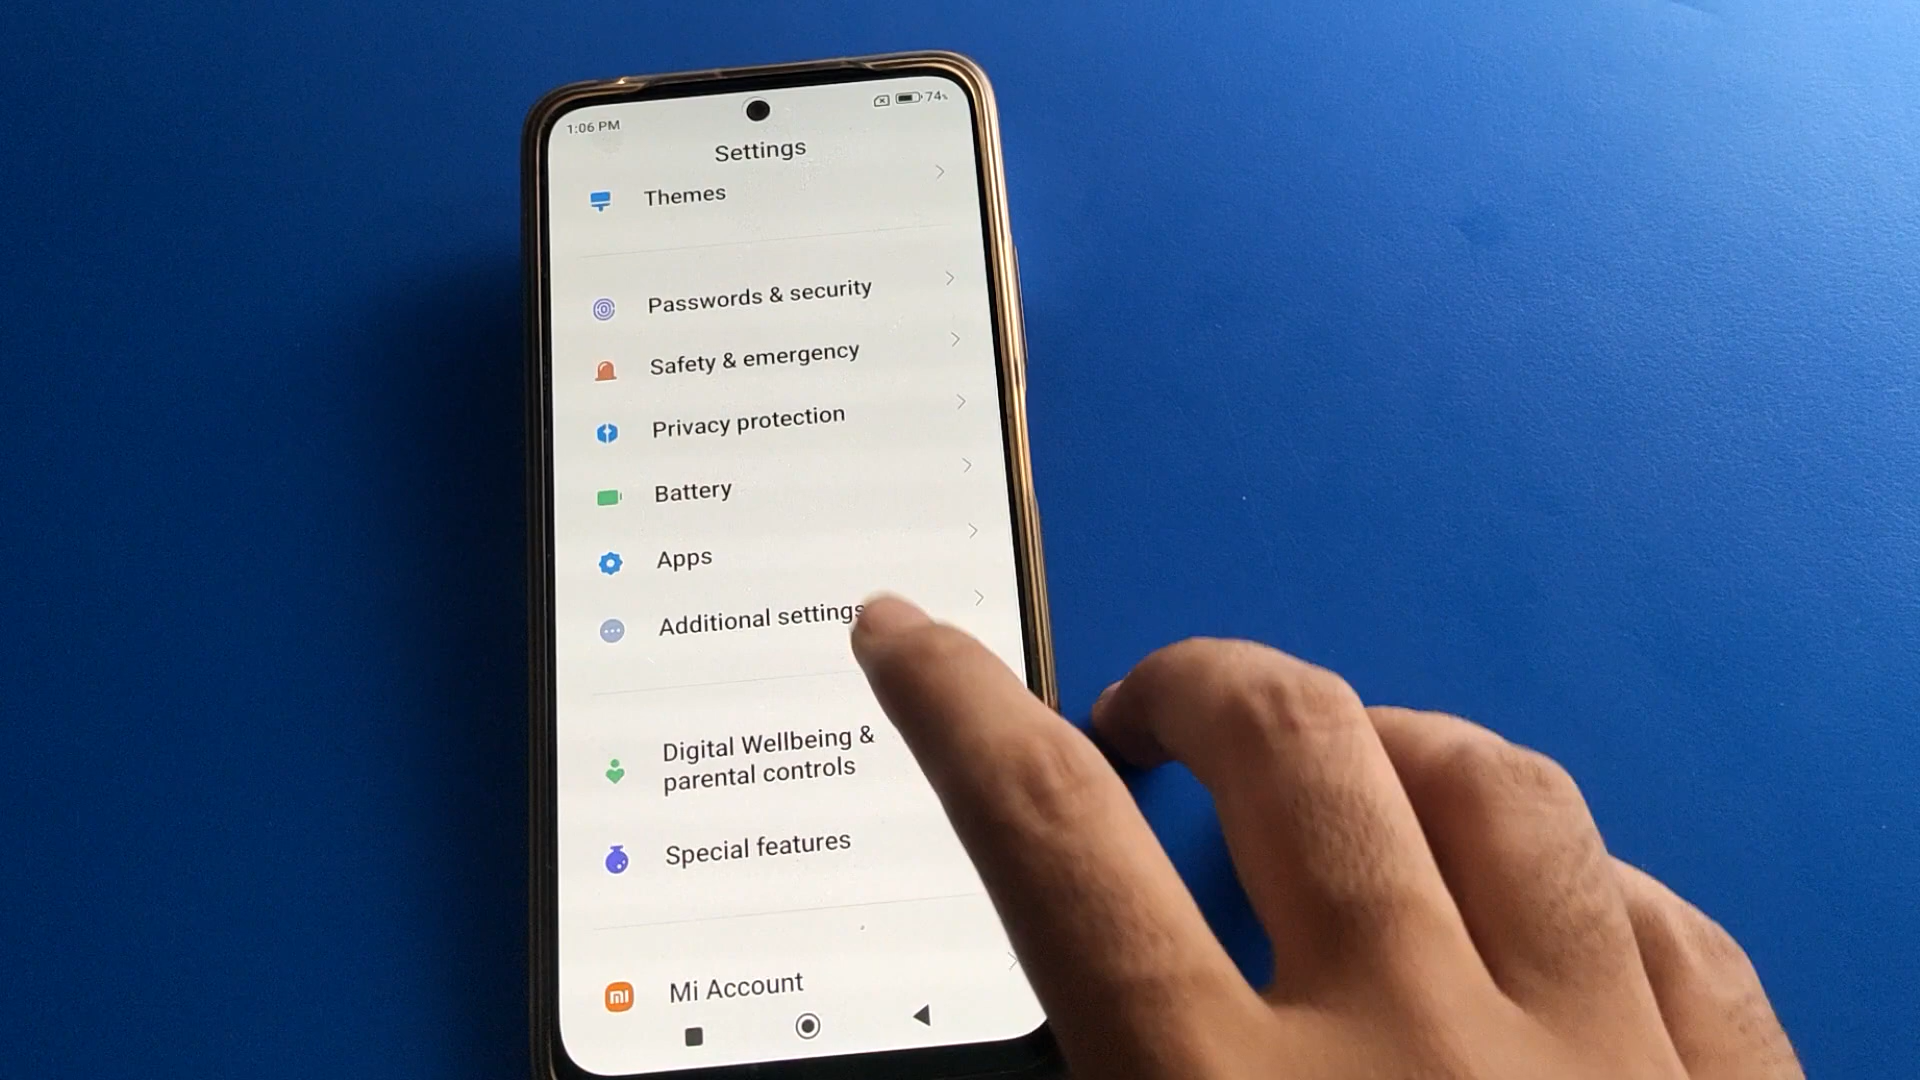 1:06 PM
74%
Settings
Themes
Passwords & security
Safety & emergency
Privacy protection
Battery
Apps
Additional settings
Digital Wellbeing &
parental controls
Special features
mi
Mi Account